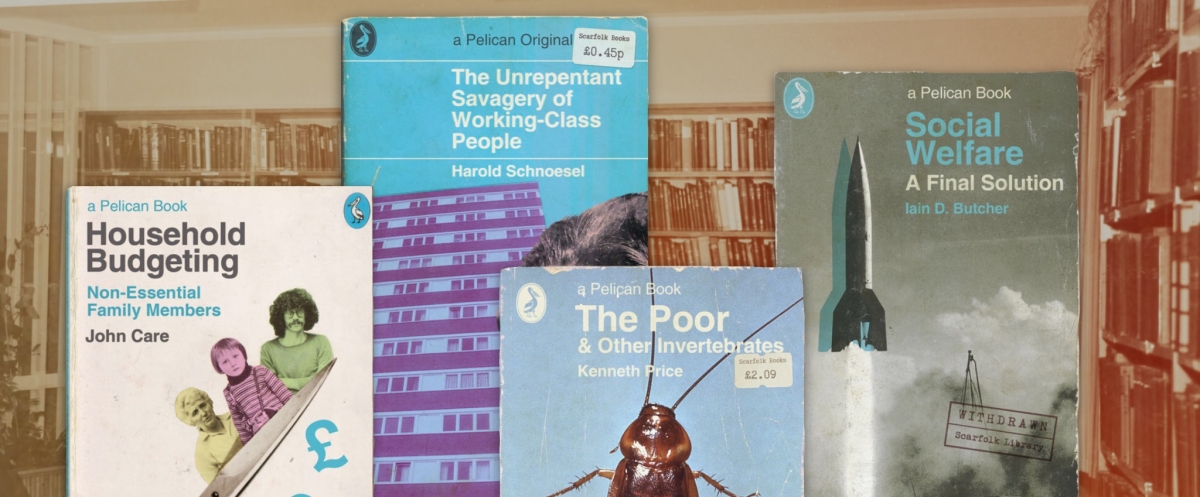 a Pelican Book
Household
Budgeting
Non-Essential
Family Members
John Care
£
a Pelican Original
Scarfolk Books
£0.45p
The Unrepentant
Savagery of
Working-Class
People
Harold Schnoesel
a Pelican Book
The Poor
& Other Invertebrates
Kenneth Price
Scarfolk Books
£2.09
a Pelican Book
Social
Welfare
A Final Solution
Iain D. Butcher
WITHDRAWN
Scarfolk Library